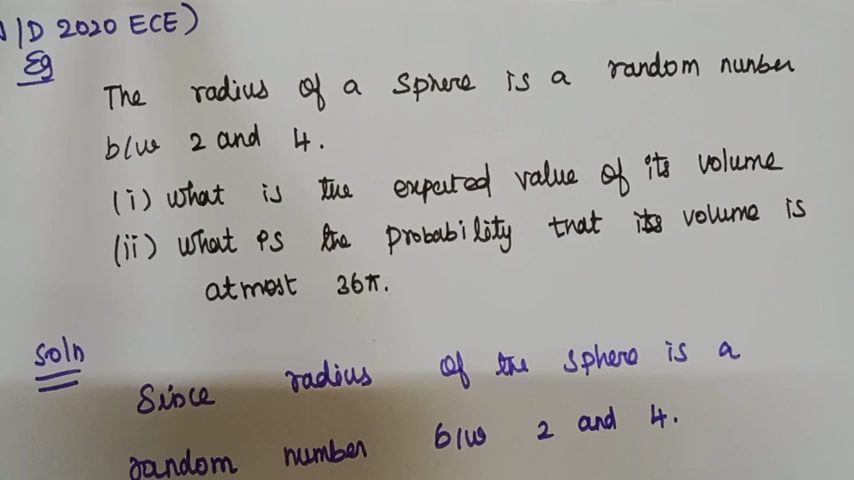 N/D 2020 ECE)
Eg
The radius of a sphere is a random number
b/w 2 and 4.
(i) what is the expected value of its volume
(ii) what is the probability that its volume is
atmost 36π.
Soln
Since radius of the sphere is a
random number b/w 2 and 4.